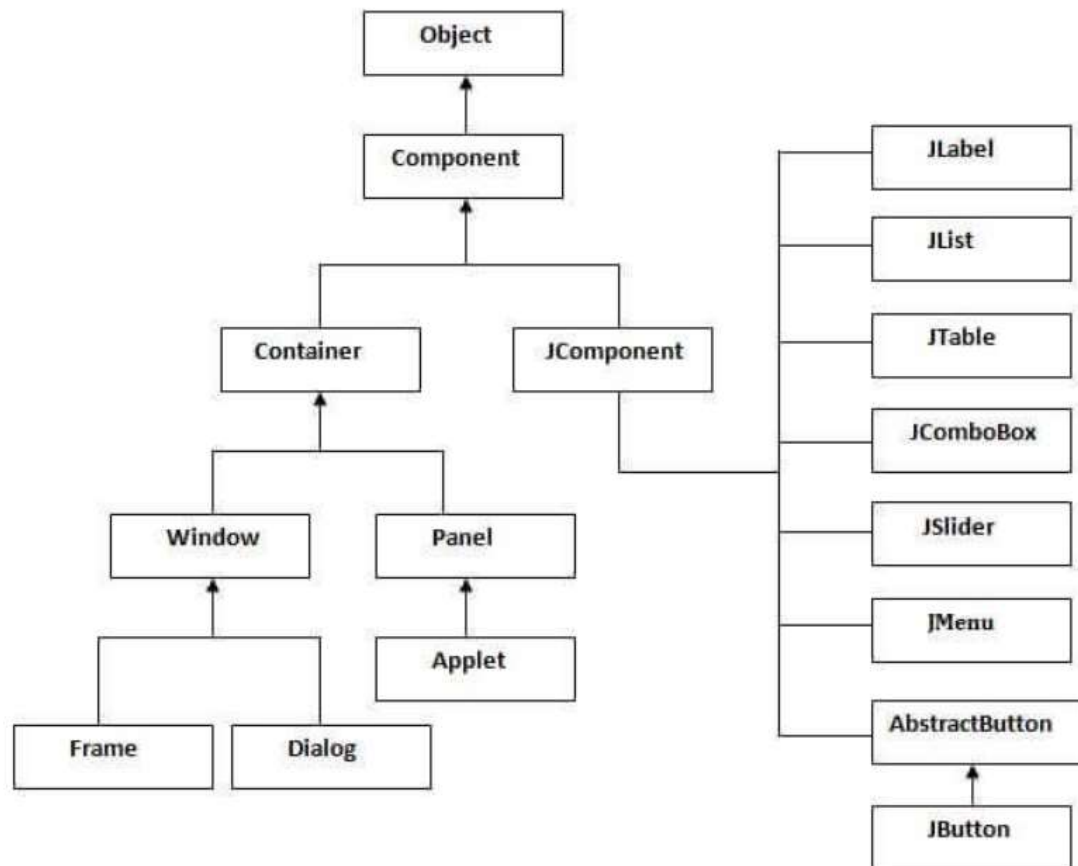 Object
Component
Container
JComponent
Window
Panel
Applet
Frame
Dialog
JLabel
JList
JTable
JComboBox
JSlider
JMenu
AbstractButton
JButton